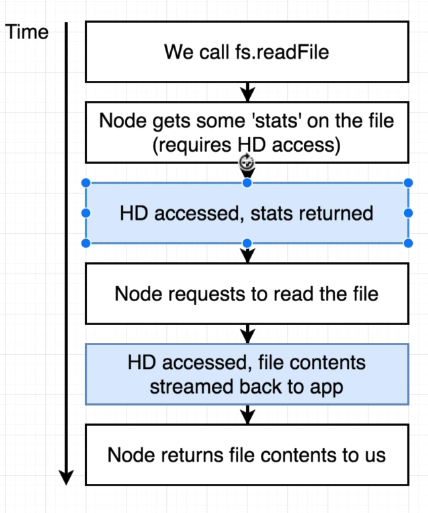 Time
We call fs.readFile
Node gets some 'stats' on the file
(requires HD access)
HD accessed, stats returned
Node requests to read the file
HD accessed, file contents
streamed back to app
Node returns file contents to us